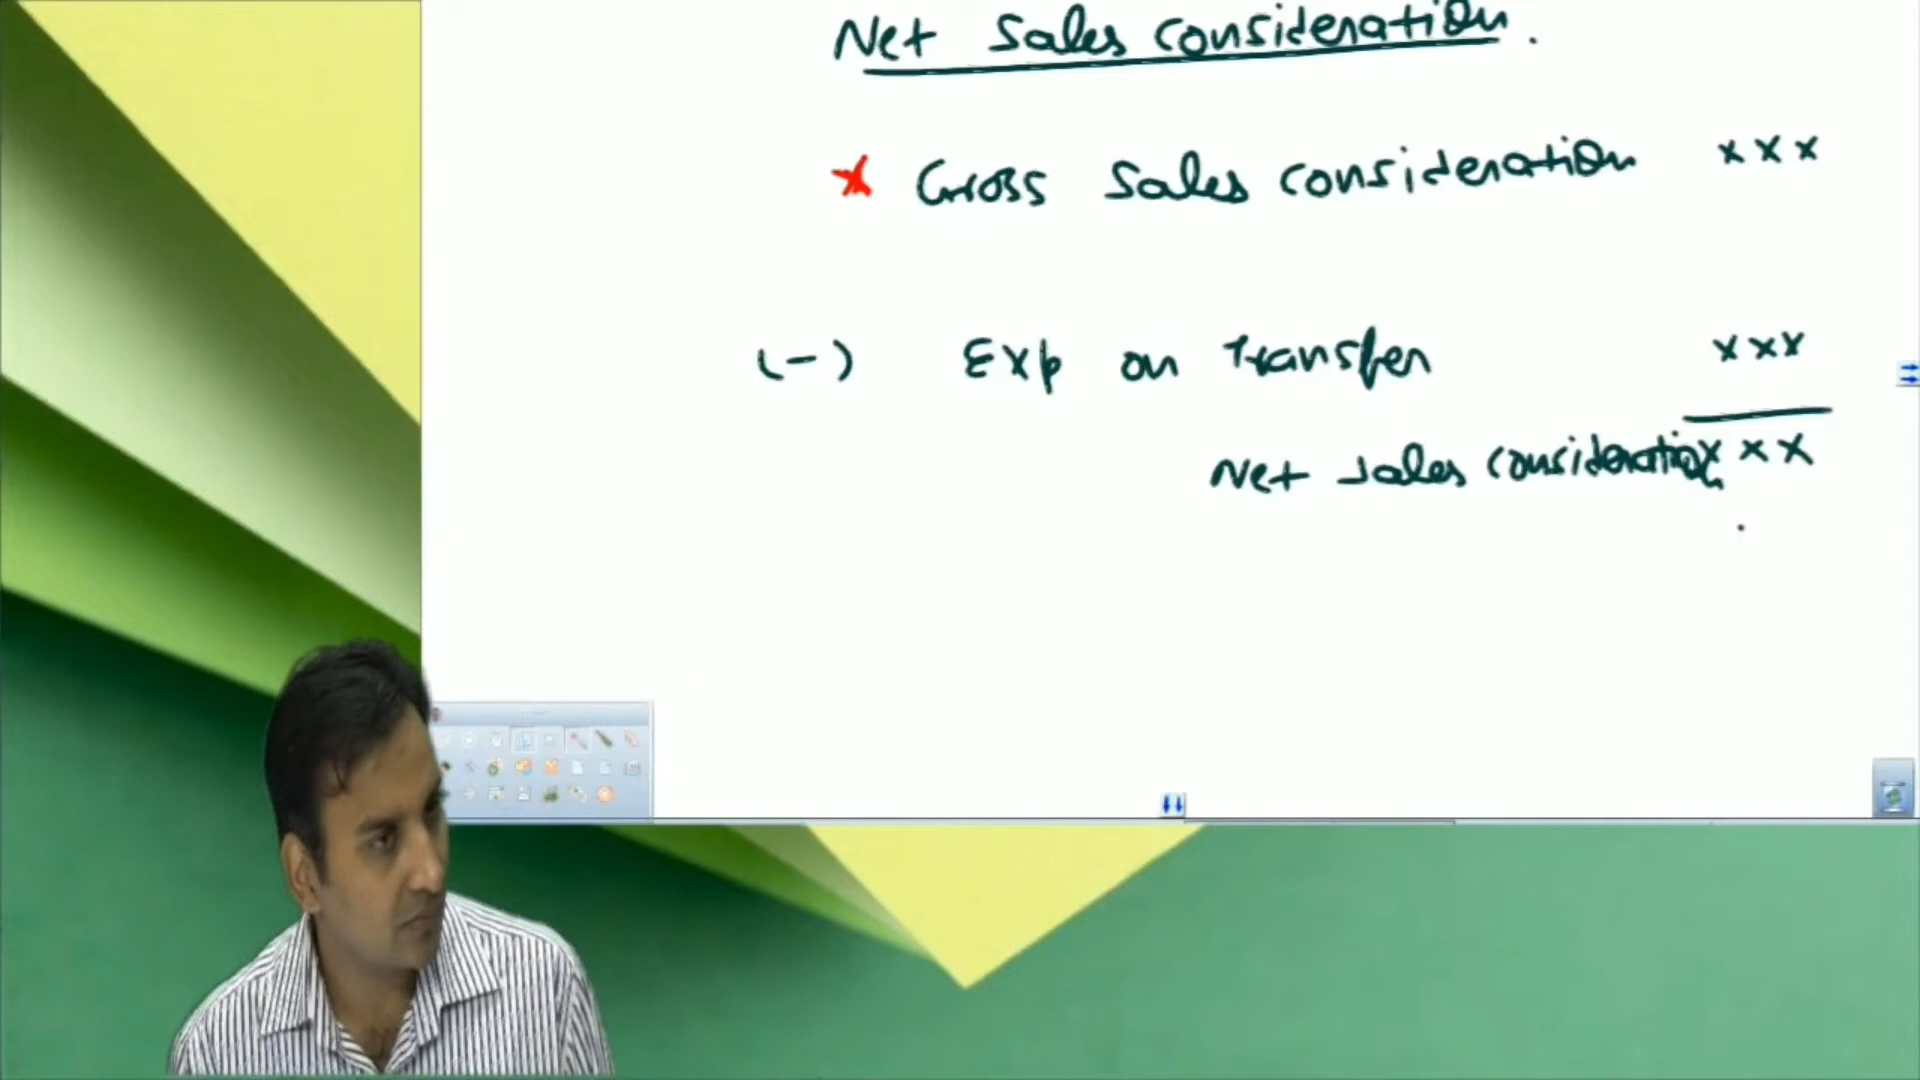 Net Sales consideration.
* Gross Sales consideration xxx
(-) Exp on Transfer xxx
Net Sales consideration xxx